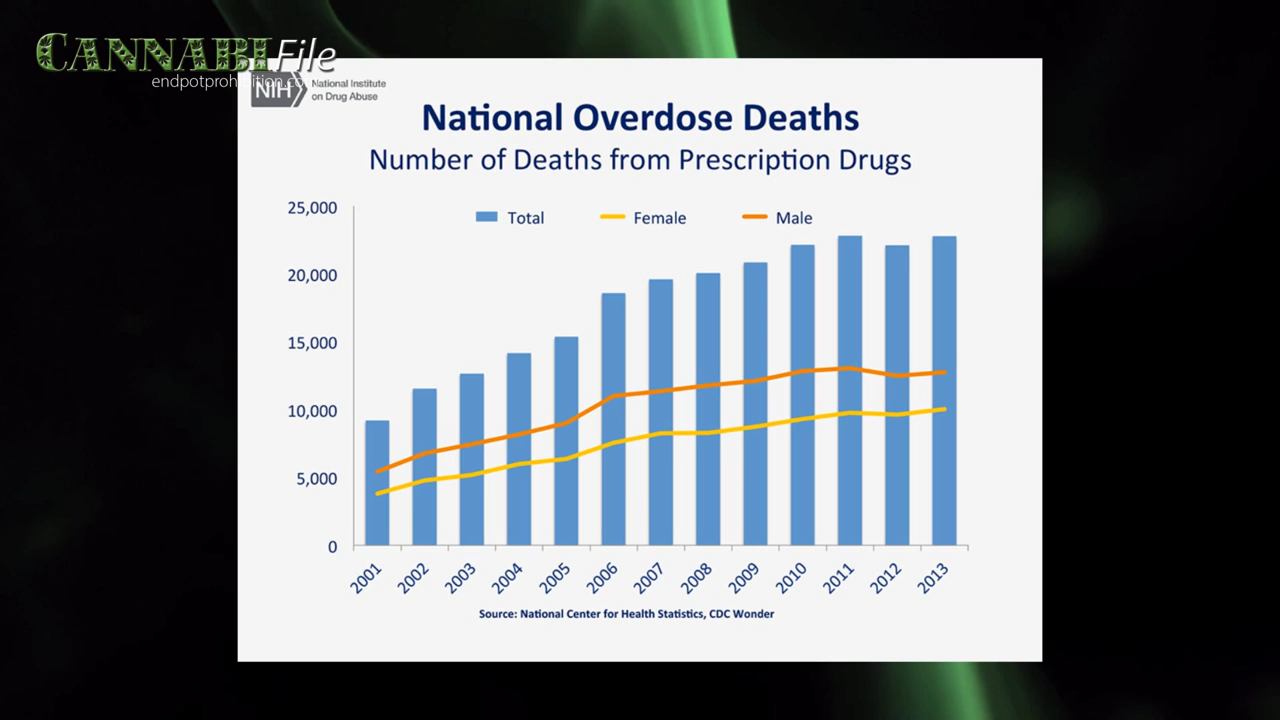 CANNABIFile
endpotprohibition.co
NIH
National Institute
on Drug Abuse
National Overdose Deaths
Number of Deaths from Prescription Drugs
Total
Female
Male
25,000
20,000
15,000
10,000
5,000
0
2001
2002
2003
2004
2005
2006
2007
2008
2009
2010
2011
2012
2013
Source: National Center for Health Statistics, CDC Wonder